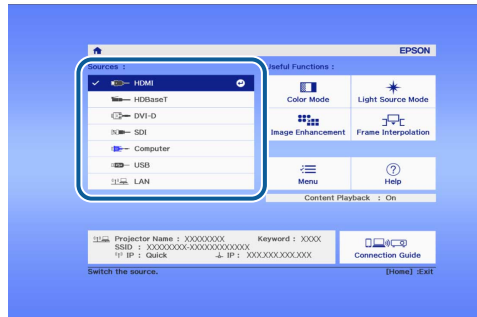 EPSON
Sources :
Useful Functions :
HDMI
HDBaseT
DVI-D
SDI
Computer
USB
LAN
Color Mode
Light Source Mode
Image Enhancement
Frame Interpolation
Menu
Help
Content Playback : On
Projector Name : XXXXXXXX Keyword : XXXX
SSID : XXXXXXXX-XXXXXXXXXXXX
IP : Quick IP : XXX.XXX.XXX.XXX
Connection Guide
Switch the source.
[Home] :Exit